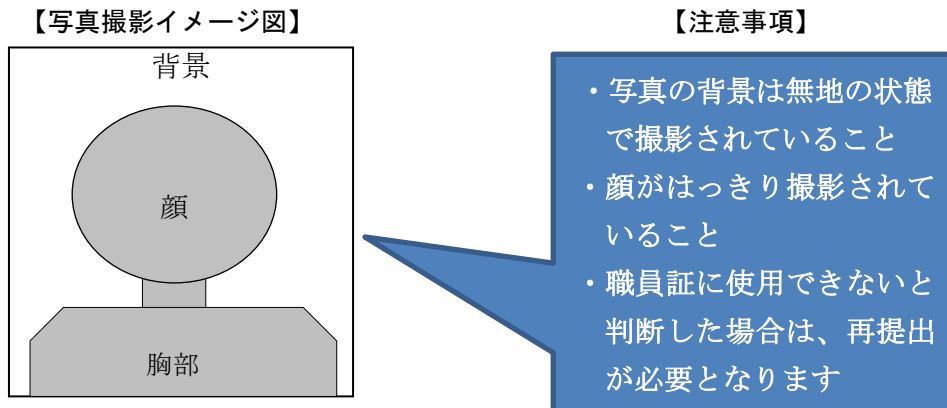 【写真撮影イメージ図】
背景
顔
胸部
【注意事項】
・写真の背景は無地の状態
で撮影されていること
・顔がはっきり撮影されて
いること
・職員証に使用できないと
判断した場合は、再提出
が必要となります